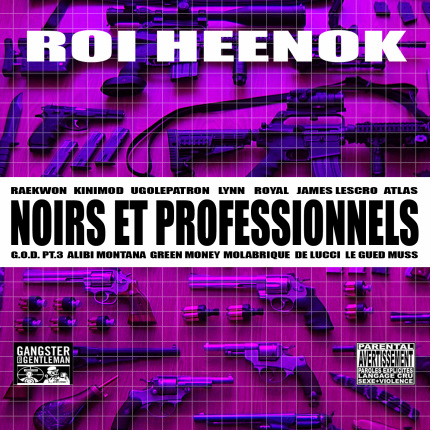 ROI HEENOK
RAEKWON KINIMOD UGOLEPATRON LYNN ROYAL JAMES LESCRO ATLAS
NOIRS ET PROFESSIONNELS
G.O.D. PT.3 ALIBI MONTANA GREEN MONEY MOLABRIQUE DE LUCCI LE GUED MUSS
GANGSTER
GENTLEMAN
PARENTAL
AVERTISSEMENT
PAROLES EXPLICITES
LANGAGE CRU
SEXE+VIOLENCE